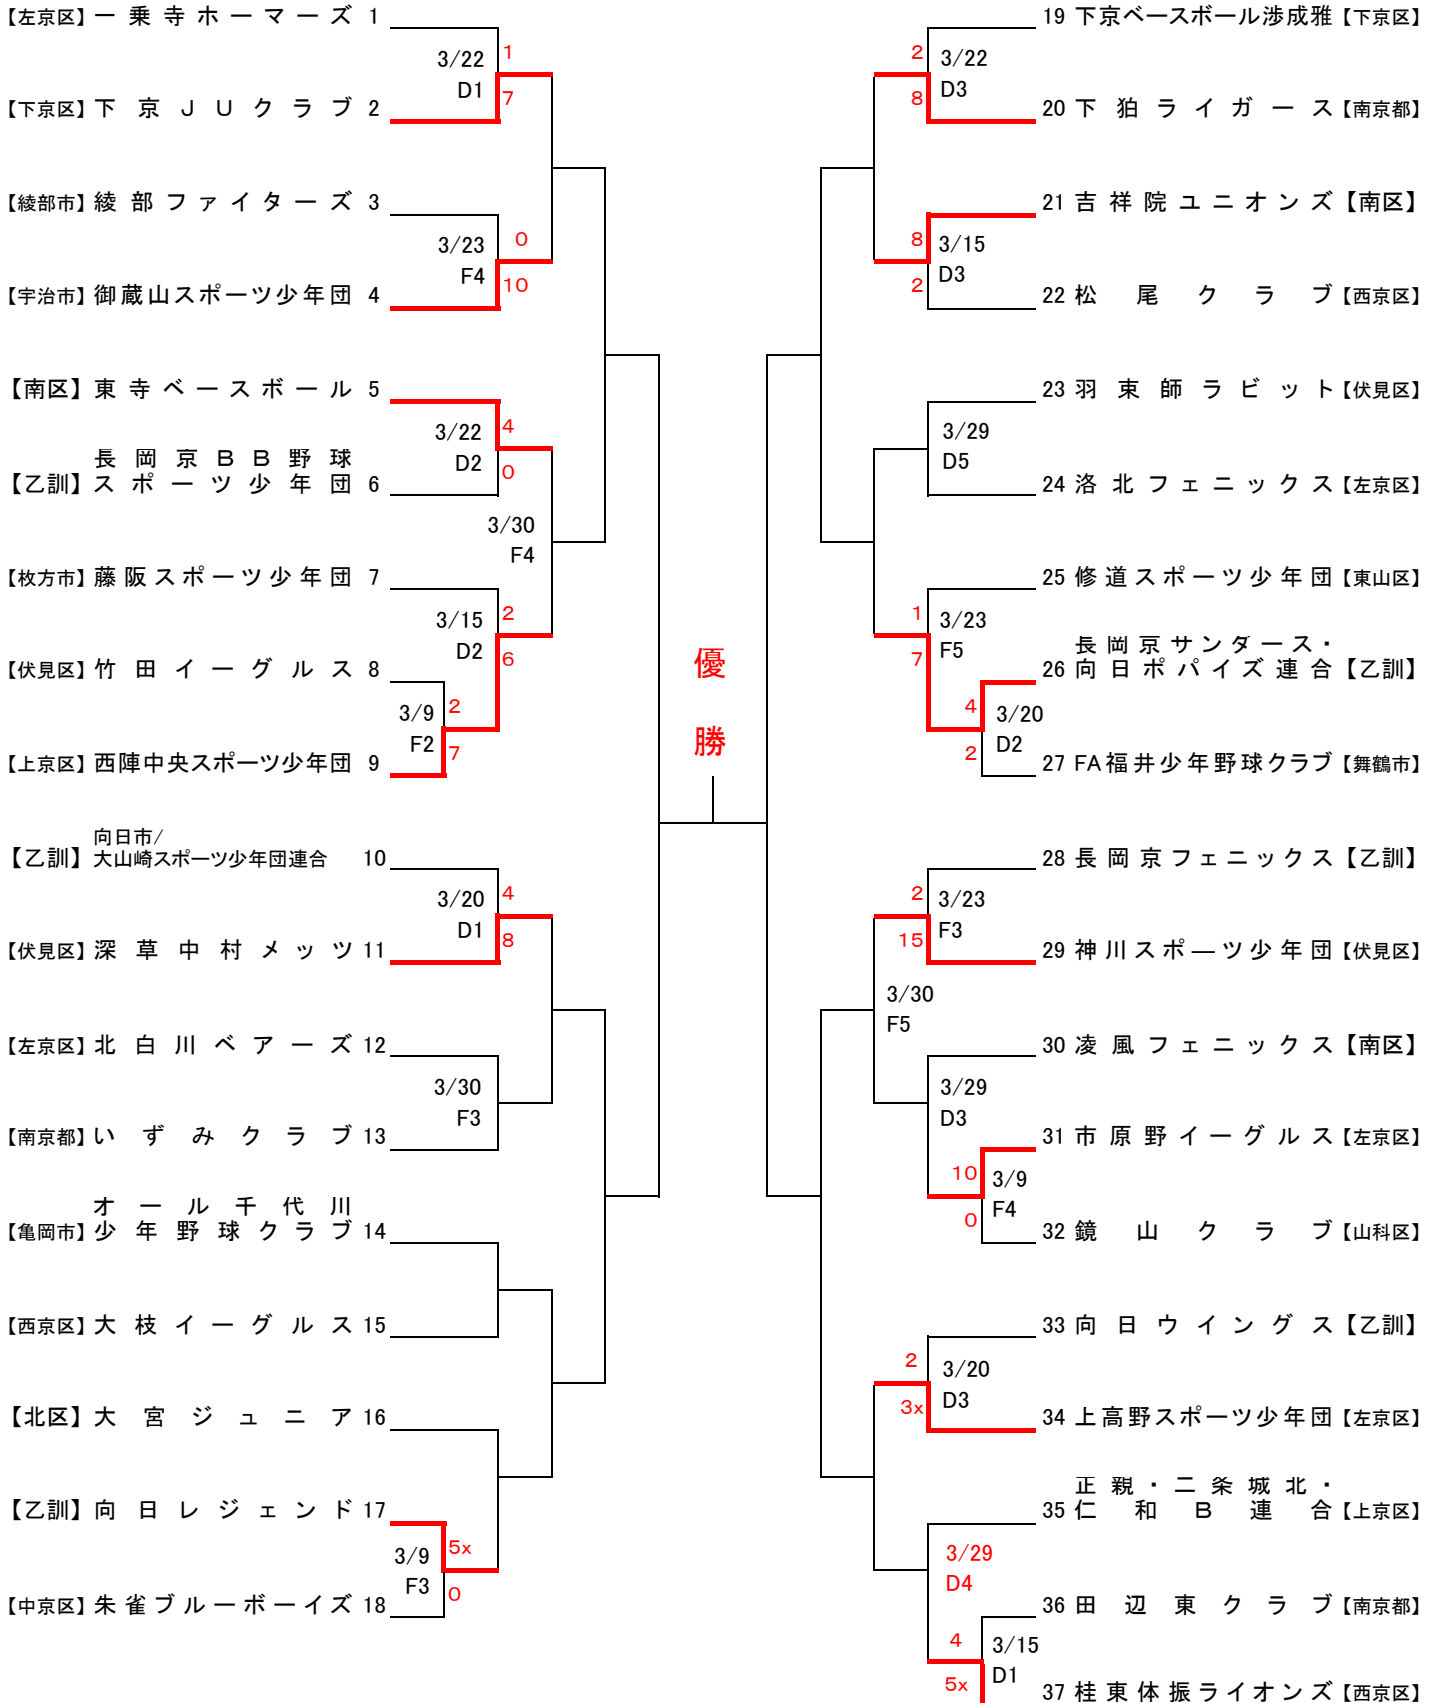 【左京区】一乗寺ホーマーズ 1
3/22 1
D1 7
【下京区】下京JUクラブ 2
【綾部市】綾部ファイターズ 3
3/23 0
F4 10
【宇治市】御蔵山スポーツ少年団 4
【南区】東寺ベースボール 5
3/22 4
D2 0
長岡京BB野球
【乙訓】スポーツ少年団 6
3/30
F4
【枚方市】藤阪スポーツ少年団 7
3/15 2
D2 6
【伏見区】竹田イーグルス 8
3/9 2
F2 7
【上京区】西陣中央スポーツ少年団 9
向日市/
【乙訓】大山崎スポーツ少年団連合 10
3/20 4
D1 8
【伏見区】深草中村メッツ 11
【左京区】北白川ベアーズ 12
3/30
F3
【南京都】いずみクラブ 13
オール千代川
【亀岡市】少年野球クラブ 14
【西京区】大枝イーグルス 15
【北区】大宮ジュニア 16
【乙訓】向日レジェンド 17
3/9 5x
F3 0
【中京区】朱雀ブルーボーイズ 18
優
勝
19 下京ベースボール渉成雅【下京区】
2 3/22
8 D3
20 下狛ライガース【南京都】
21 吉祥院ユニオンズ【南区】
8 3/15
2 D3
22 松尾クラブ【西京区】
23 羽束師ラビット【伏見区】
3/29
D5
24 洛北フェニックス【左京区】
25 修道スポーツ少年団【東山区】
1 3/23
7 F5
長岡京サンダース・
26 向日ポパイズ連合【乙訓】
4 3/20
2 D2
27 FA福井少年野球クラブ【舞鶴市】
28 長岡京フェニックス【乙訓】
2 3/23
15 F3
29 神川スポ―ツ少年団【伏見区】
3/30
F5
30 凌風フェニックス【南区】
3/29
D3
31 市原野イーグルス【左京区】
10 3/9
0 F4
32 鏡山クラブ【山科区】
33 向日ウイングス【乙訓】
2 3/20
3x D3
34 上高野スポーツ少年団【左京区】
正親・二条城北・
35 仁和B連合【上京区】
3/29
D4
36 田辺東クラブ【南京都】
4 3/15
5x D1
37 桂東体振ライオンズ【西京区】